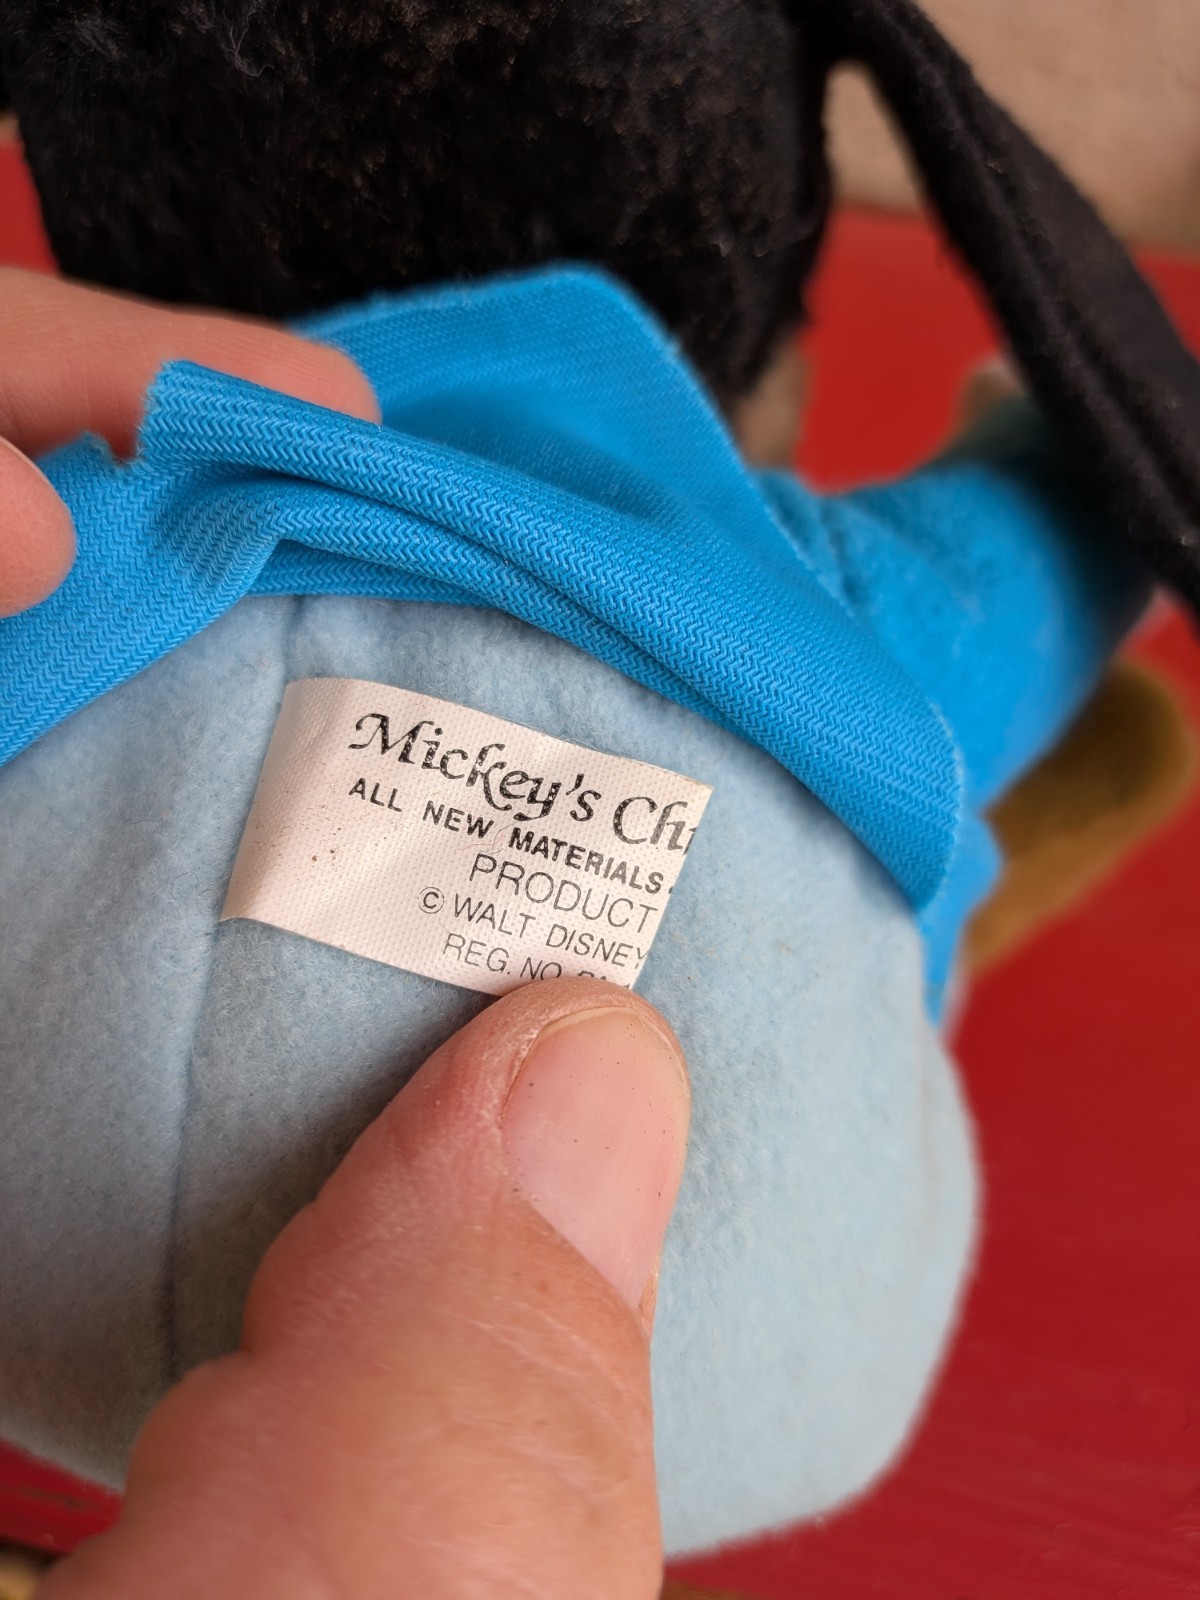 Mickey's Ch
ALL NEW MATERIALS
PRODUCT
© WALT DISNEY
REG. NO.